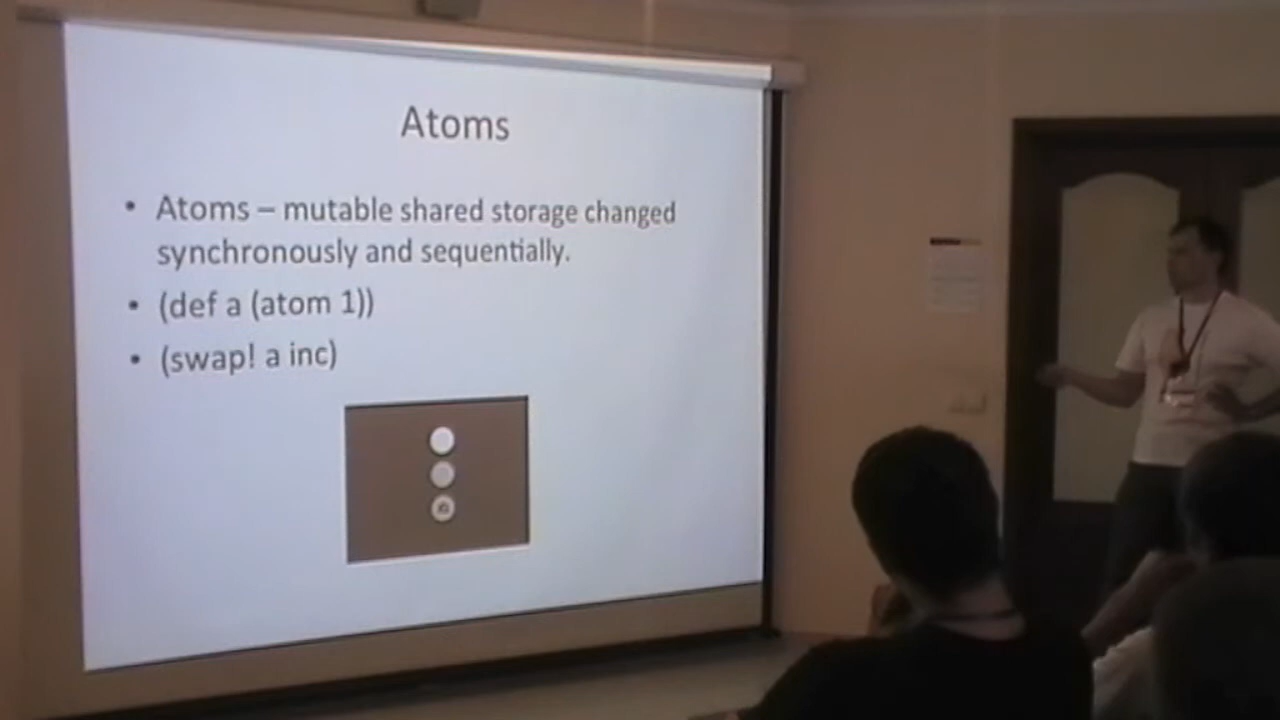 Atoms
• Atoms – mutable shared storage changed
synchronously and sequentially.
• (def a (atom 1))
• (swap! a inc)